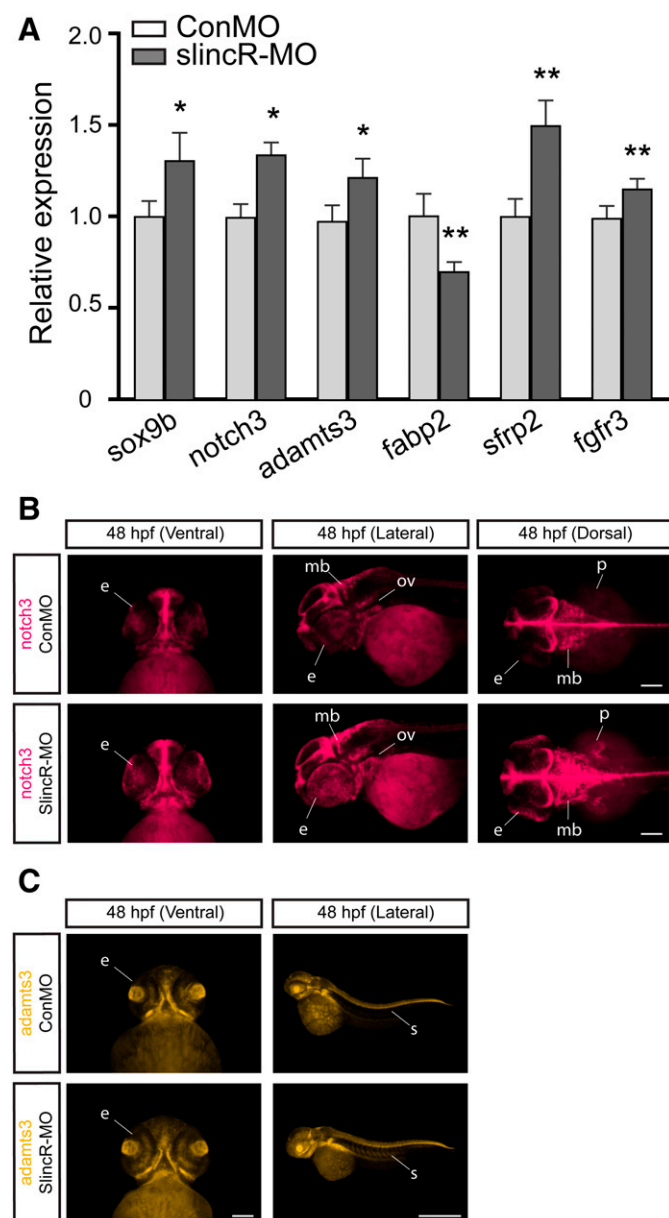 A
ConMO
slincR-MO
Relative expression
2.0
1.5
1.0
0.5
0
*
*
*
**
**
**
sox9b
notch3
adamts3
fabp2
sfrp2
fgfr3
B
48 hpf (Ventral)
48 hpf (Lateral)
48 hpf (Dorsal)
notch3
ConMO
e
mb
ov
e
p
e
mb
notch3
SlincR-MO
e
mb
ov
e
p
e
mb
C
48 hpf (Ventral)
48 hpf (Lateral)
adamts3
ConMO
e
s
adamts3
SlincR-MO
e
s